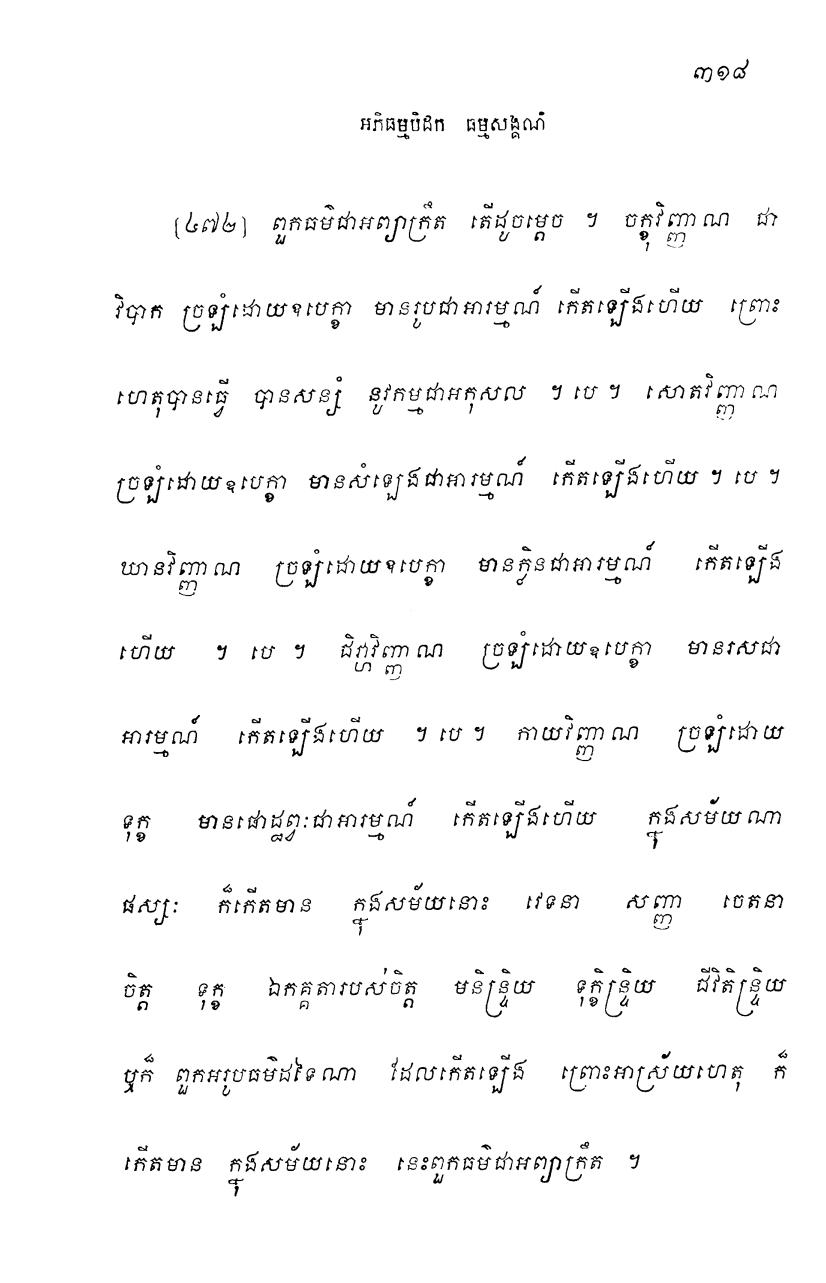 ៣១៨
អភិធម្មបិដក ធម្មសង្គណី
[៤៧២] ពួកធម៌ជាអព្យាក្រឹត តើដូចម្តេច ។ ចក្ខុវិញ្ញាណ ជា
វិបាក ច្រឡំដោយឧបេក្ខា មានរូបជាអារម្មណ៍ កើតឡើងហើយ ព្រោះ
ហេតុបានធ្វើ បានសន្សំ នូវកម្មជាអកុសល ។ បេ ។ សោតវិញ្ញាណ
ច្រឡំដោយឧបេក្ខា មានសំឡេងជាអារម្មណ៍ កើតឡើងហើយ ។ បេ ។
ឃានវិញ្ញាណ ច្រឡំដោយឧបេក្ខា មានក្លិនជាអារម្មណ៍ កើតឡើង
ហើយ ។ បេ ។ ជិវ្ហាវិញ្ញាណ ច្រឡំដោយឧបេក្ខា មានរសជា
អារម្មណ៍ កើតឡើងហើយ ។ បេ ។ កាយវិញ្ញាណ ច្រឡំដោយ
ទុក្ខ មានផោដ្ឋព្វៈជាអារម្មណ៍ កើតឡើងហើយ ក្នុងសម័យណា
ផស្សៈ ក៏កើតមាន ក្នុងសម័យនោះ វេទនា សញ្ញា ចេតនា
ចិត្ត ទុក្ខ ឯកគ្គតារបស់ចិត្ត មនិន្ទ្រិយ ទុក្ខិន្ទ្រិយ ជីវិតិន្ទ្រិយ
ឬក៏ ពួកអរូបធម៌ដទៃណា ដែលកើតឡើង ព្រោះអាស្រ័យហេតុ ក៏
កើតមាន ក្នុងសម័យនោះ នេះពួកធម៌ជាអព្យាក្រឹត ។